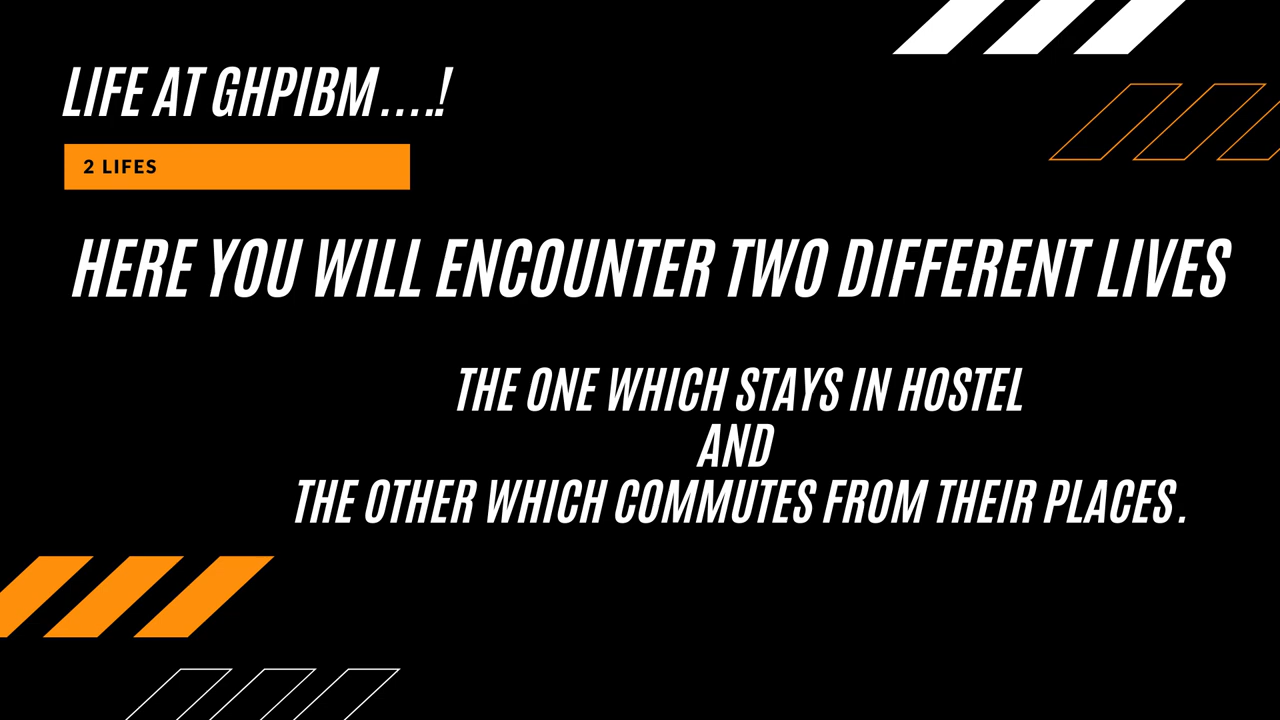 LIFE AT GHPIBM....!
2 LIFES
HERE YOU WILL ENCOUNTER TWO DIFFERENT LIVES
THE ONE WHICH STAYS IN HOSTEL
AND
THE OTHER WHICH COMMUTES FROM THEIR PLACES.